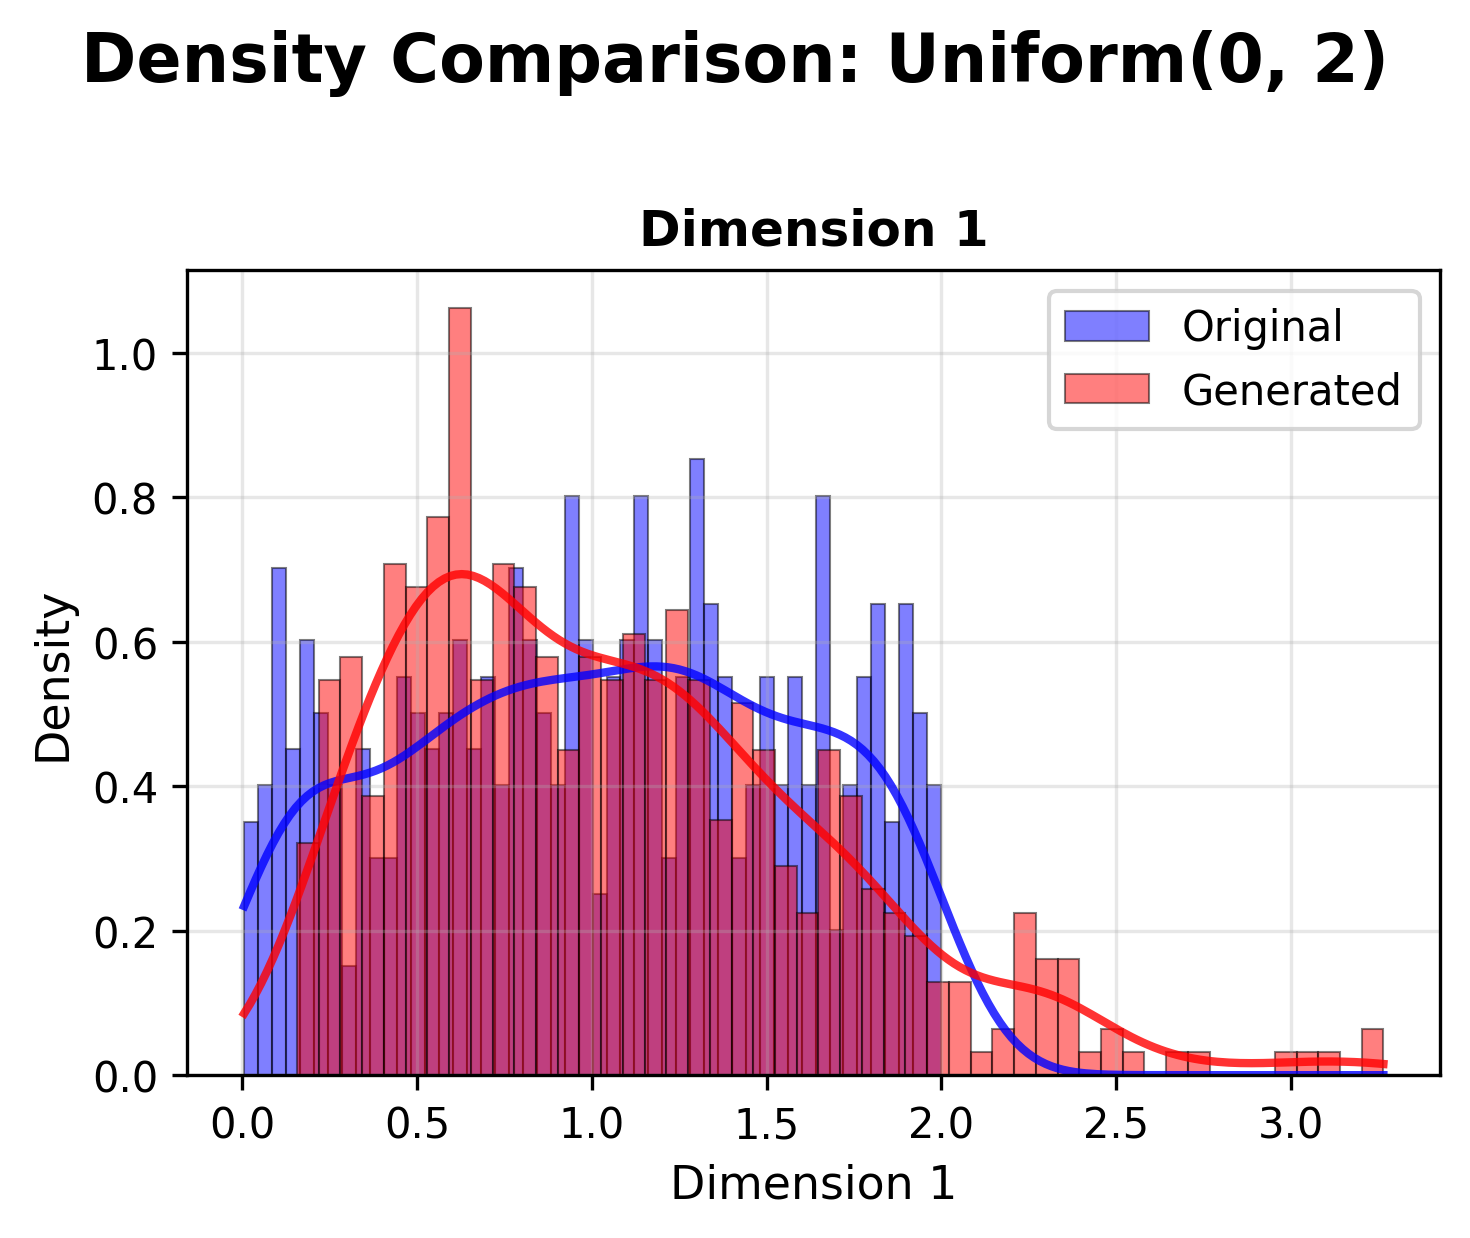 Density Comparison: Uniform(0, 2)
Dimension 1
Original
Generated
Density
1.0
0.8
0.6
0.4
0.2
0.0
0.0 0.5 1.0 1.5 2.0 2.5 3.0
Dimension 1